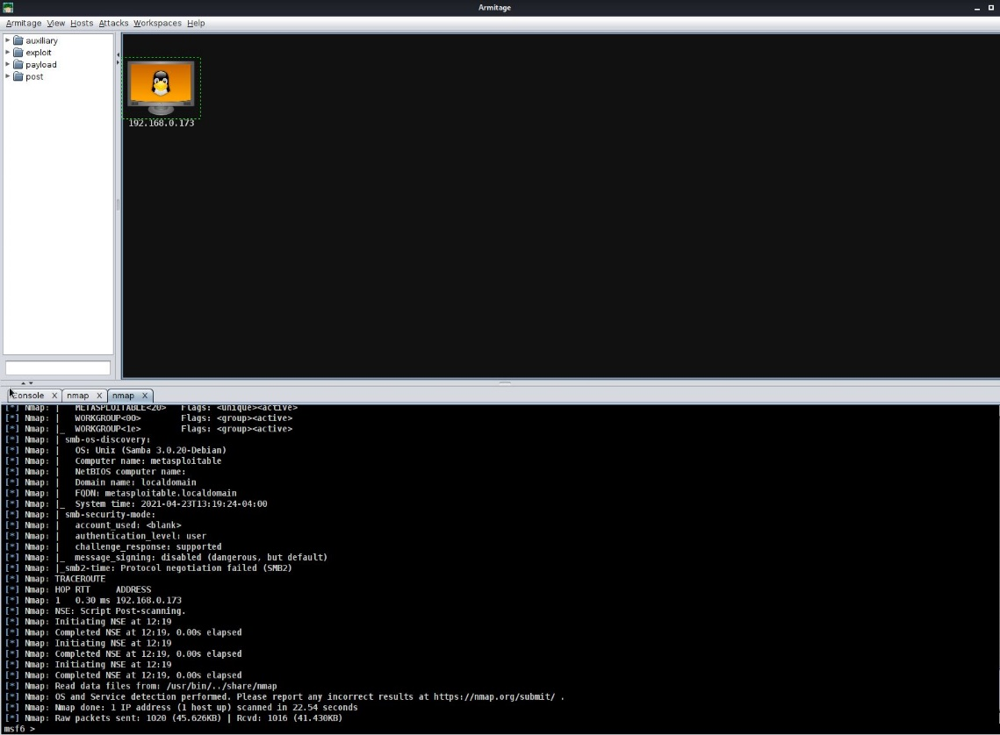 Armitage
Armitage View Hosts Attacks Workspaces Help
auxiliary
exploit
payload
post
192.168.0.173
Console X nmap X nmap X
[*] Nmap: |   METASPLOITABLE<20>   Flags: <unique><active>
[*] Nmap: |   WORKGROUP<00>        Flags: <group><active>
[*] Nmap: |_  WORKGROUP<1e>        Flags: <group><active>
[*] Nmap: | smb-os-discovery:
[*] Nmap: |   OS: Unix (Samba 3.0.20-Debian)
[*] Nmap: |   Computer name: metasploitable
[*] Nmap: |   NetBIOS computer name:
[*] Nmap: |   Domain name: localdomain
[*] Nmap: |   FQDN: metasploitable.localdomain
[*] Nmap: |_  System time: 2021-04-23T13:19:24-04:00
[*] Nmap: | smb-security-mode:
[*] Nmap: |   account_used: <blank>
[*] Nmap: |   authentication_level: user
[*] Nmap: |   challenge_response: supported
[*] Nmap: |_  message_signing: disabled (dangerous, but default)
[*] Nmap: |_smb2-time: Protocol negotiation failed (SMB2)
[*] Nmap: TRACEROUTE
[*] Nmap: HOP RTT     ADDRESS
[*] Nmap: 1   0.30 ms 192.168.0.173
[*] Nmap: NSE: Script Post-scanning.
[*] Nmap: Initiating NSE at 12:19
[*] Nmap: Completed NSE at 12:19, 0.00s elapsed
[*] Nmap: Initiating NSE at 12:19
[*] Nmap: Completed NSE at 12:19, 0.00s elapsed
[*] Nmap: Initiating NSE at 12:19
[*] Nmap: Completed NSE at 12:19, 0.00s elapsed
[*] Nmap: Read data files from: /usr/bin/../share/nmap
[*] Nmap: OS and Service detection performed. Please report any incorrect results at https://nmap.org/submit/ .
[*] Nmap: Nmap done: 1 IP address (1 host up) scanned in 22.54 seconds
[*] Nmap: Raw packets sent: 1020 (45.626KB) | Rcvd: 1016 (41.430KB)
msf6 >